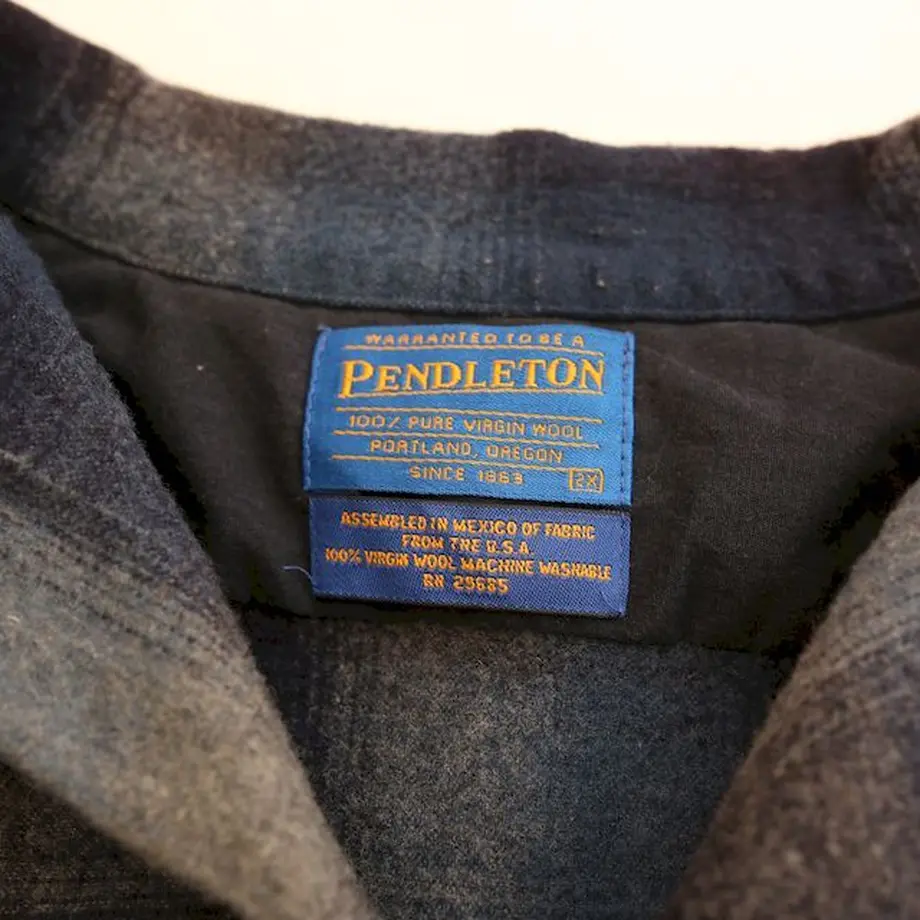 WARRANTED TO BE A
PENDLETON
100% PURE VIRGIN WOOL
PORTLAND, OREGON
SINCE 1863 2X
ASSEMBLED IN MEXICO OF FABRIC
FROM THE U.S.A.
100% VIRGIN WOOL MACHINE WASHABLE
RN 29685